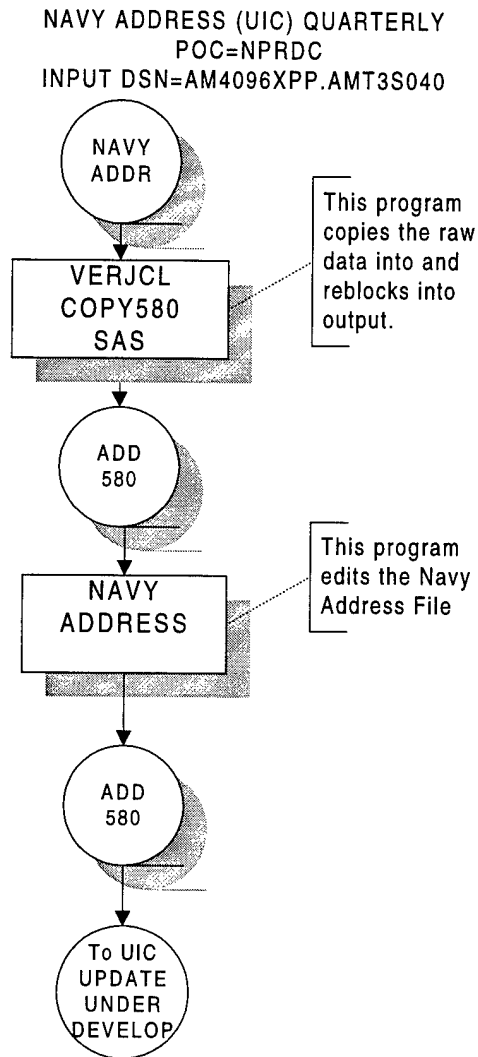 NAVY ADDRESS (UIC) QUARTERLY
POC=NPRDC
INPUT DSN=AM4096XPP.AMT3S040
NAVY
ADDR
This program
copies the raw
data into and
reblocks into
output.
VERJCL
COPY580
SAS
ADD
580
This program
edits the Navy
Address File
NAVY
ADDRESS
ADD
580
To UIC
UPDATE
UNDER
DEVELOP